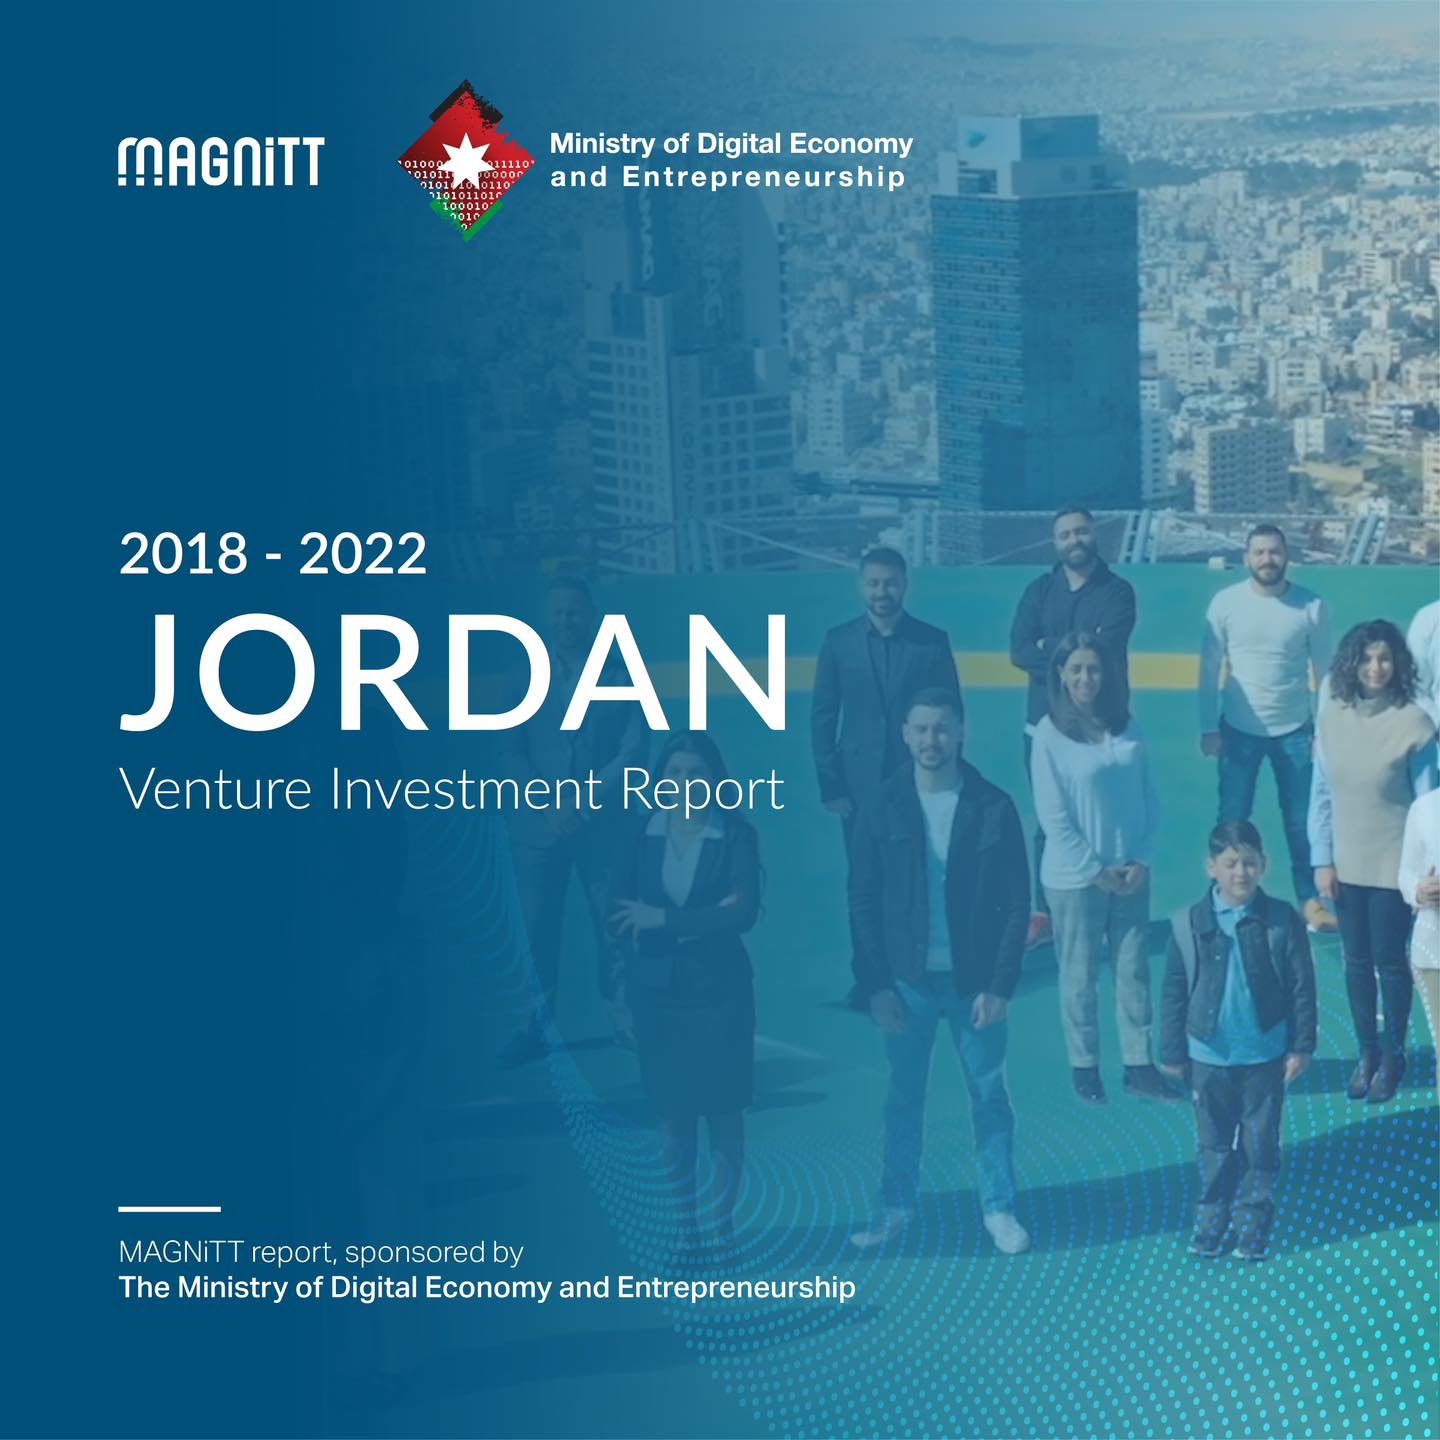 MAGNiTT
Ministry of Digital Economy
and Entrepreneurship
2018 - 2022
JORDAN
Venture Investment Report
MAGNiTT report, sponsored by
The Ministry of Digital Economy and Entrepreneurship